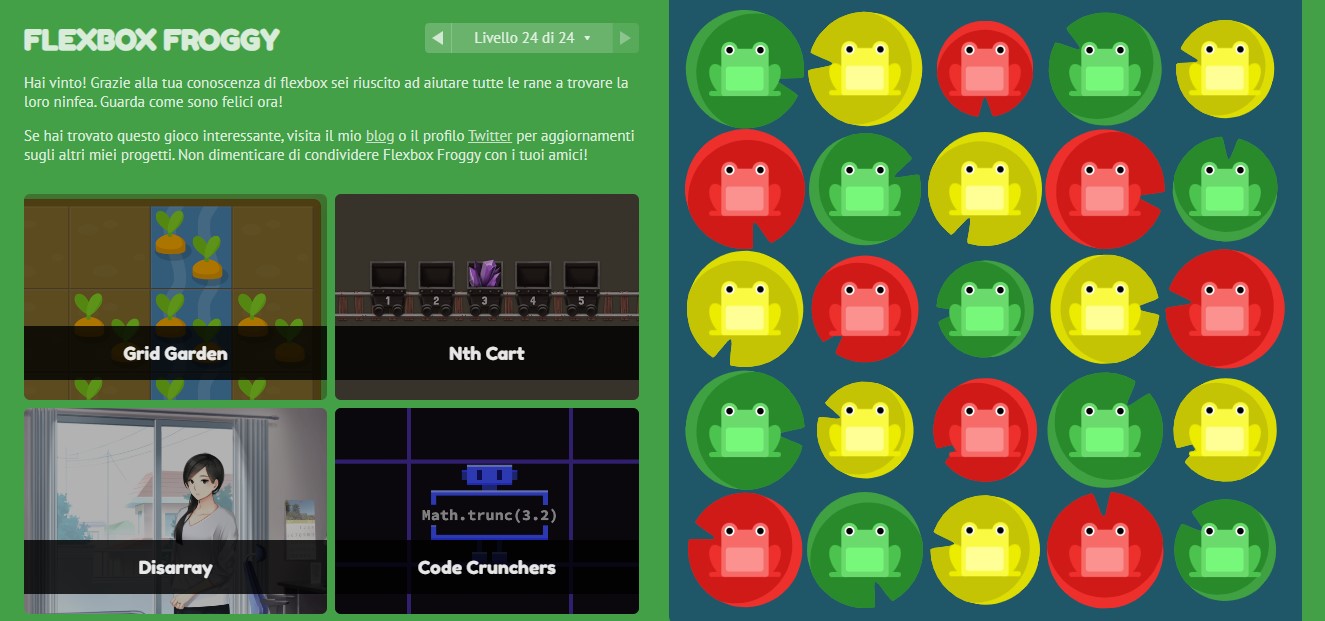 FLEXBOX FROGGY
Livello 24 di 24
Hai vinto! Grazie alla tua conoscenza di flexbox sei riuscito ad aiutare tutte le rane a trovare la
loro ninfea. Guarda come sono felici ora!
Se hai trovato questo gioco interessante, visita il mio blog o il profilo Twitter per aggiornamenti
sugli altri miei progetti. Non dimenticare di condividere Flexbox Froggy con i tuoi amici!
1 2 3 4 5
Grid Garden
Nth Cart
Math.trunc(3.2)
Disarray
Code Crunchers